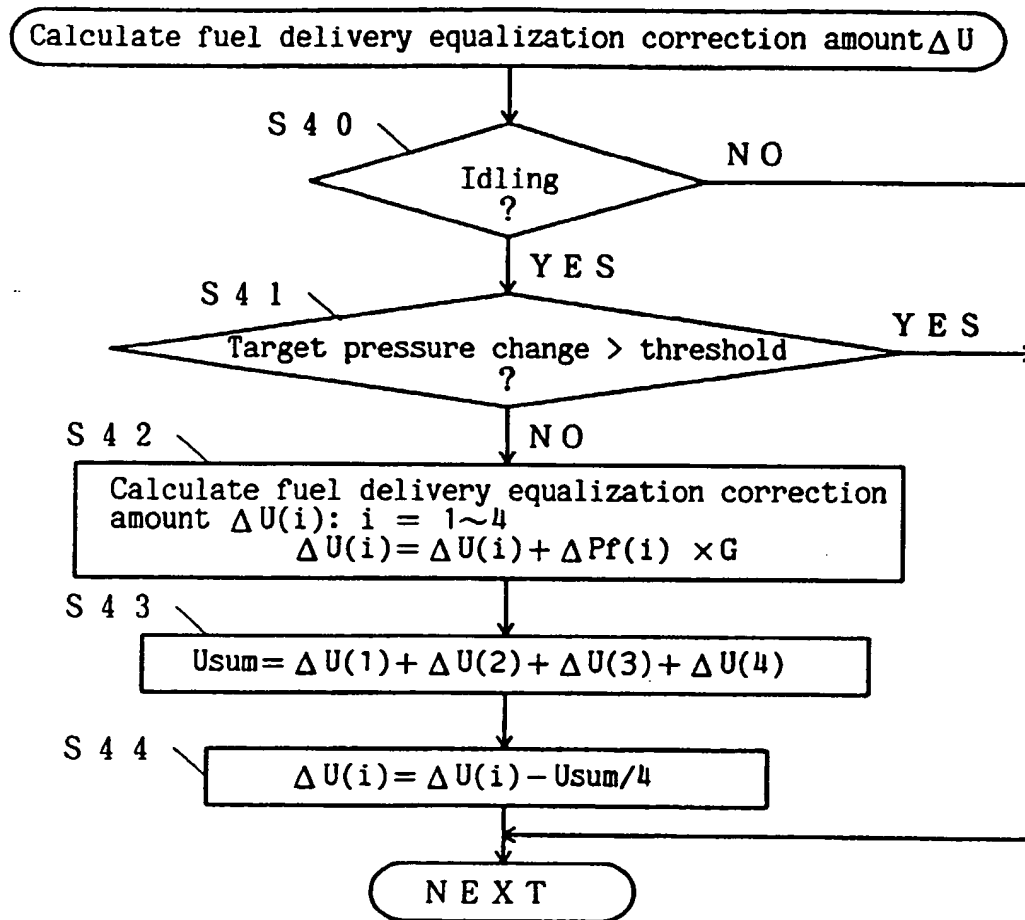 Calculate fuel delivery equalization correction amount ΔU
S40
Idling
?
NO
YES
S41
Target pressure change > threshold
?
YES
NO
S42
Calculate fuel delivery equalization correction
amount ΔU(i): i = 1~4
ΔU(i)= ΔU(i)+ ΔPf(i) ×G
S43
Usum= ΔU(1)+ ΔU(2)+ ΔU(3)+ ΔU(4)
S44
ΔU(i)= ΔU(i)−Usum/4
NEXT